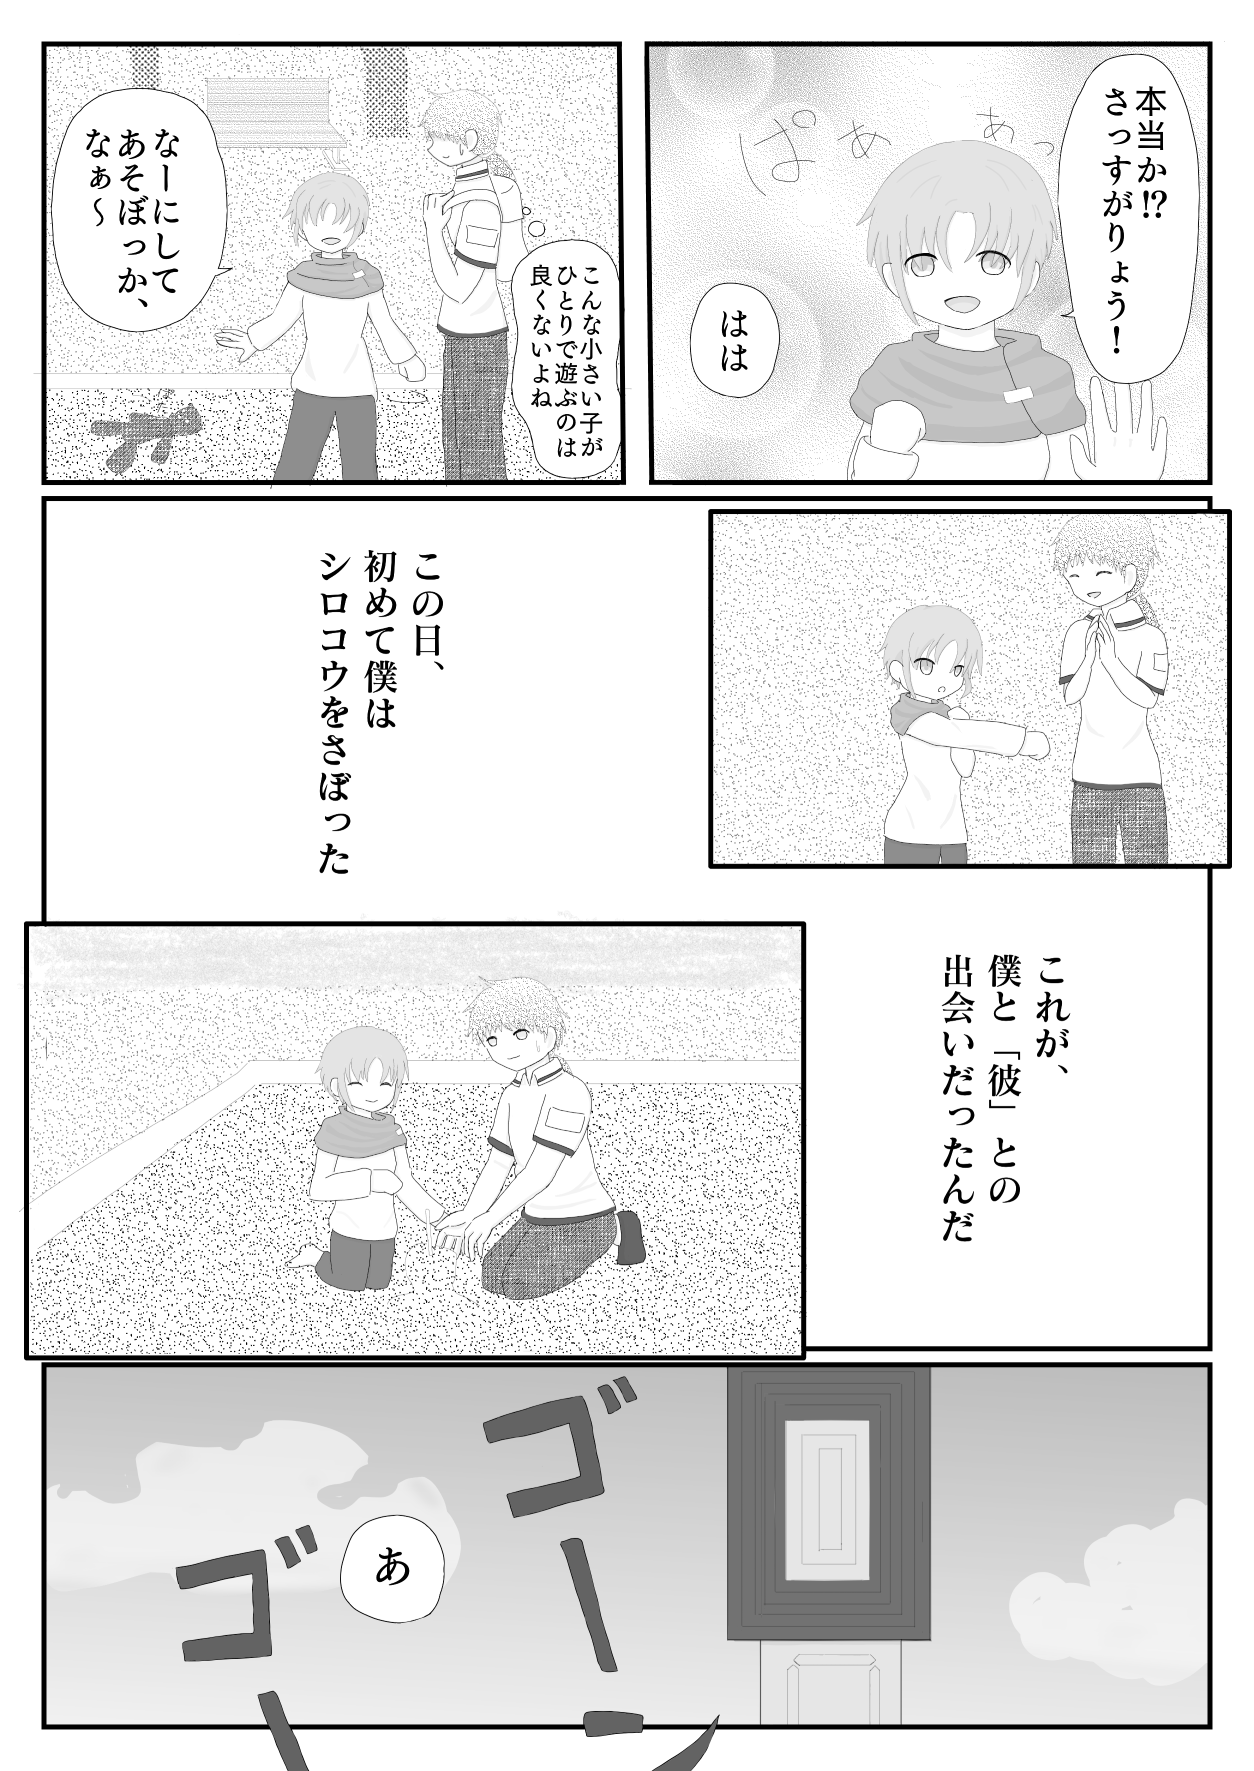 本当か!?
さっすがりょう!
ぱぁぁっ
はは
こんな小さい子が
ひとりで遊ぶのは
良くないよね
なーにして
あそぼっか、
なぁ～
この日、
初めて僕は
シロコウをさぼった
これが、
僕と「彼」との
出会いだったんだ
ゴーン
あ
ゴー